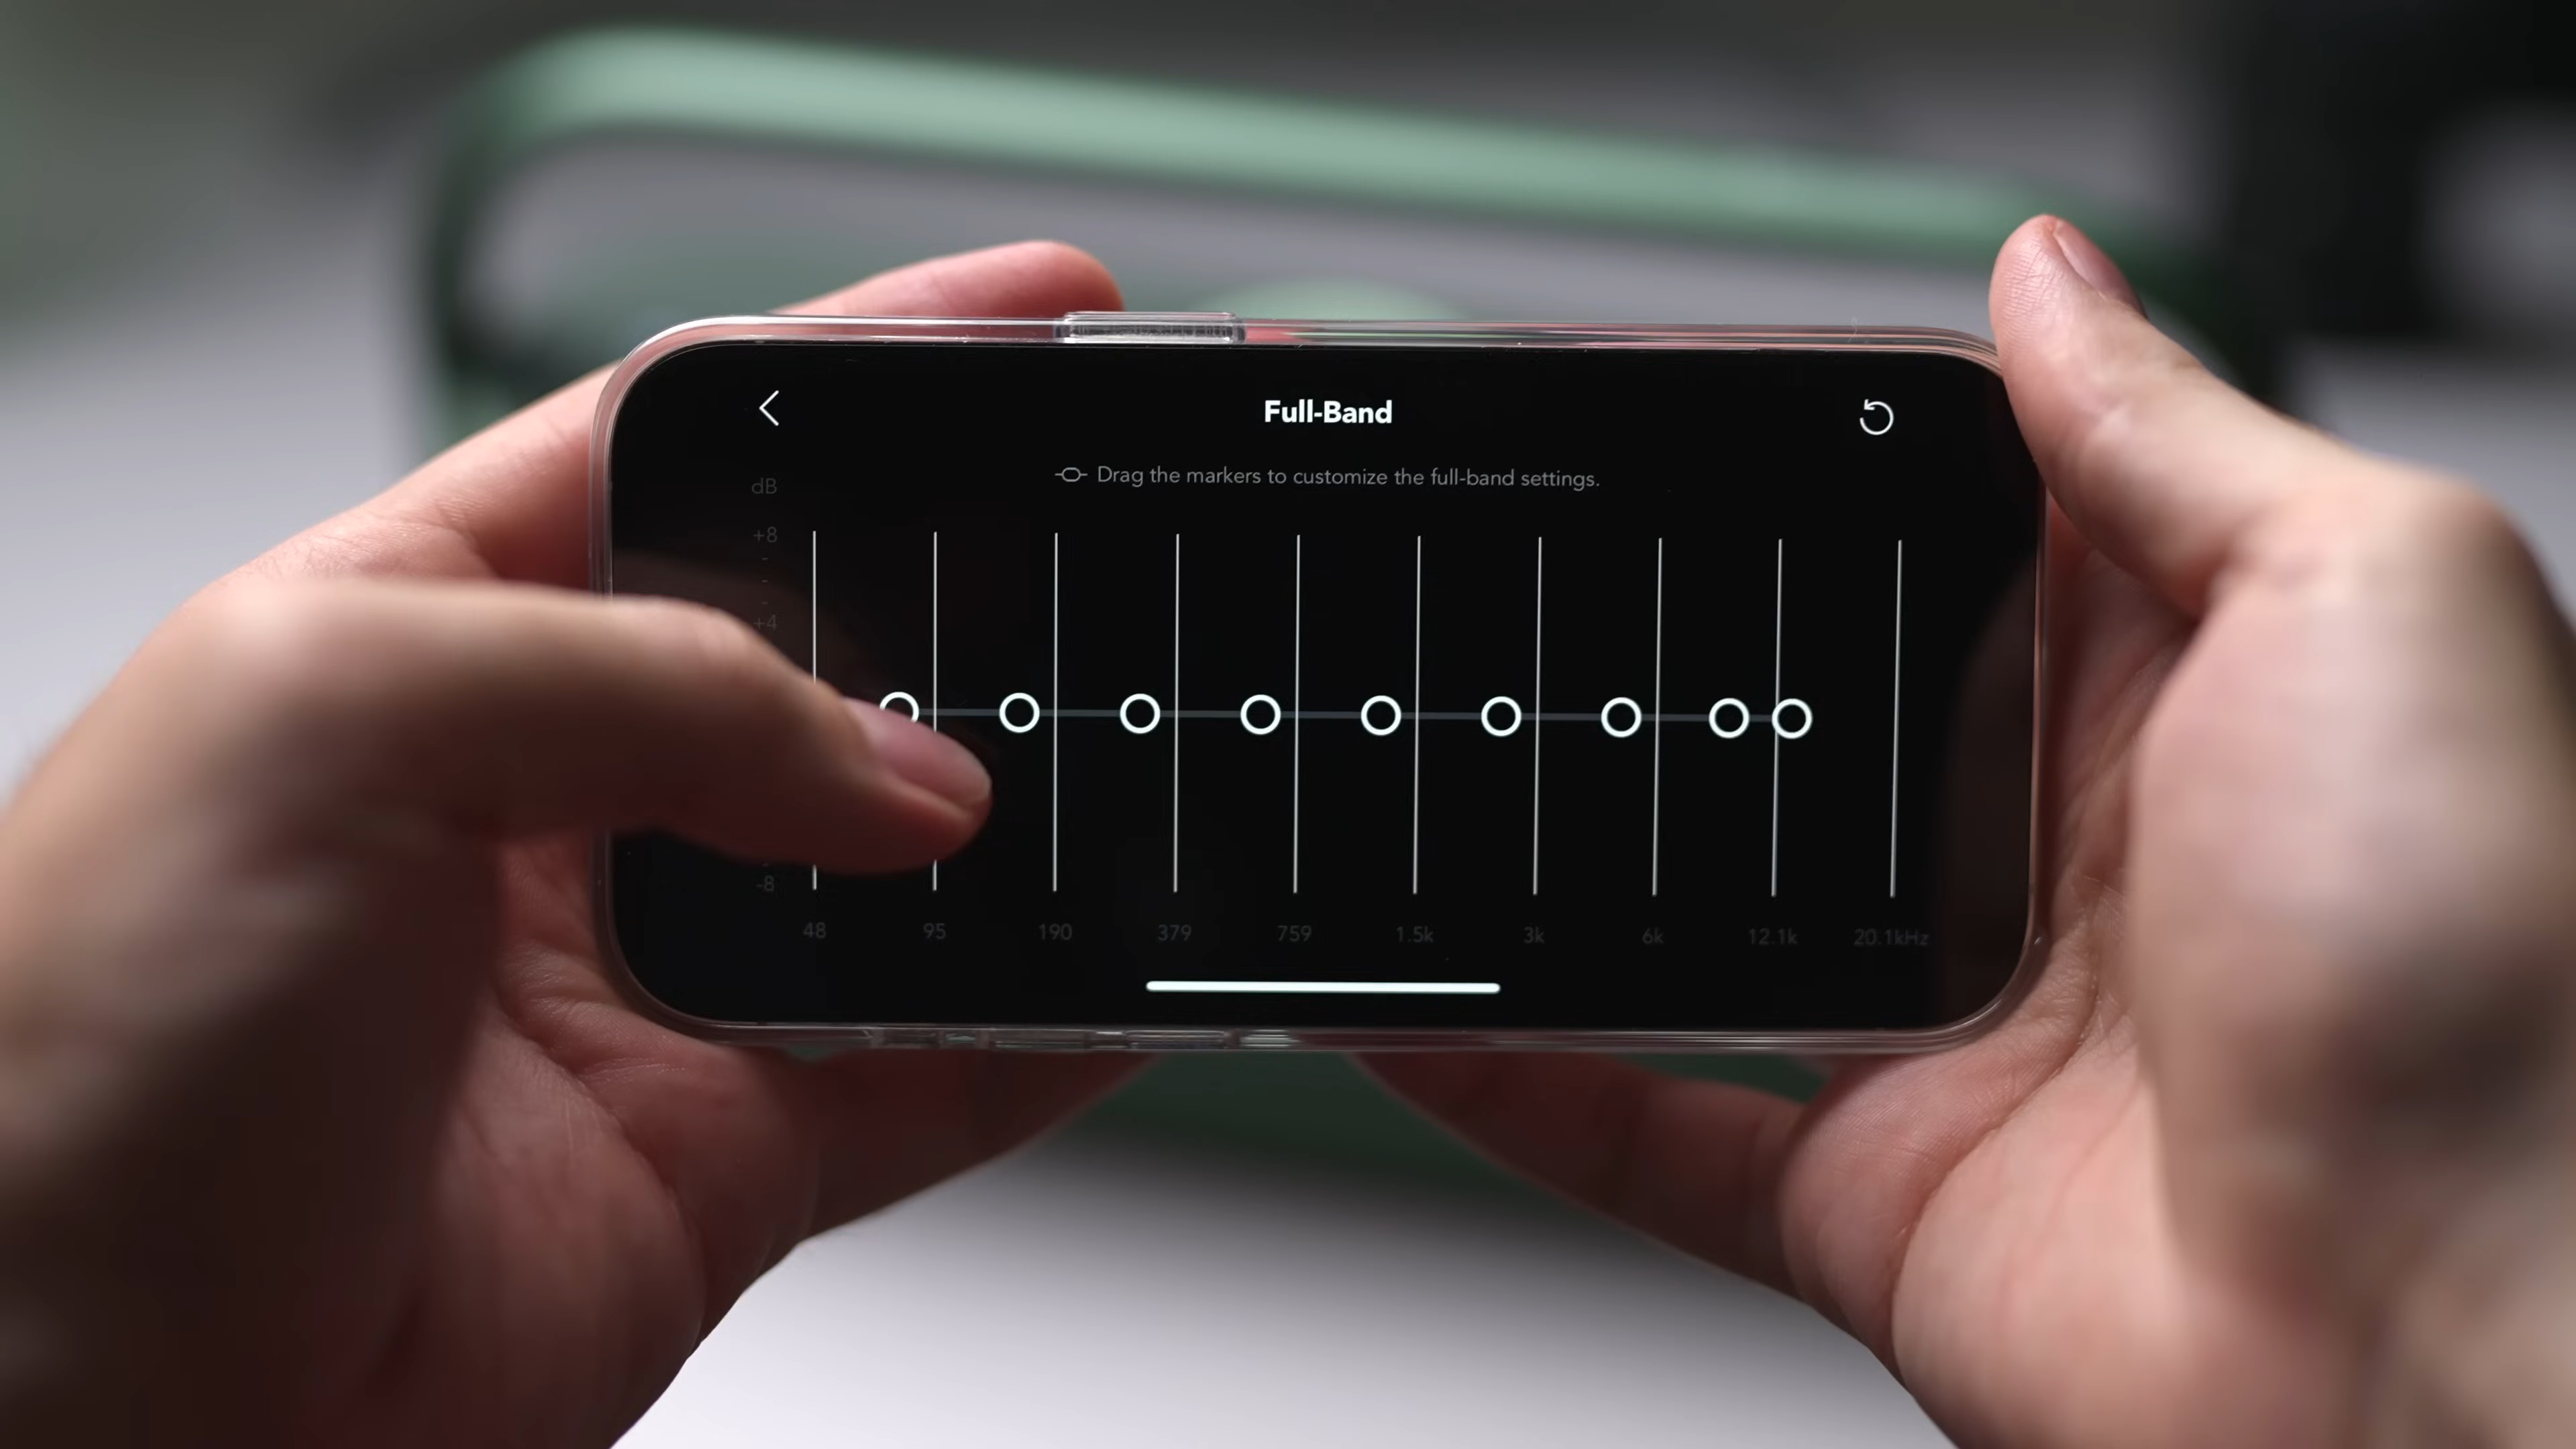 Full-Band
Drag the markers to customize the full-band settings.
dB
+8
+4
-8
48 95 190 379 759 1.5k 3k 6k 12.1k 20.1kHz